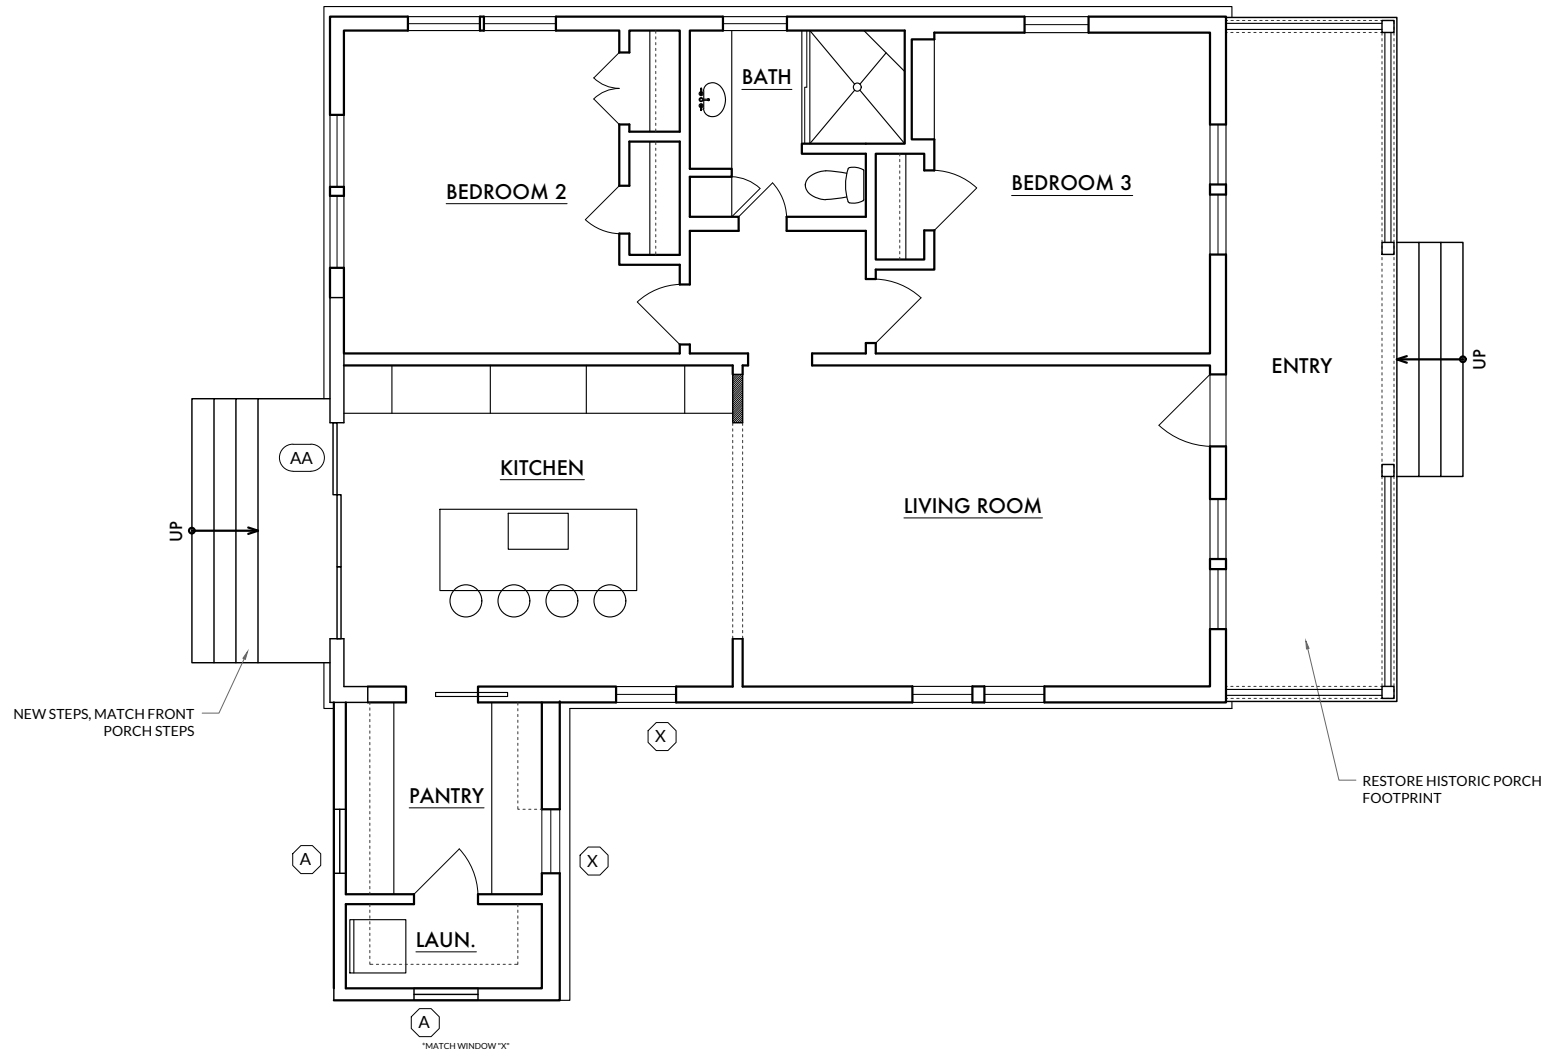 BATH
BEDROOM 2
BEDROOM 3
ENTRY
UP
AA
KITCHEN
LIVING ROOM
UP
NEW STEPS, MATCH FRONT
PORCH STEPS
X
RESTORE HISTORIC PORCH
FOOTPRINT
PANTRY
A
X
LAUN.
A
"MATCH WINDOW "X"